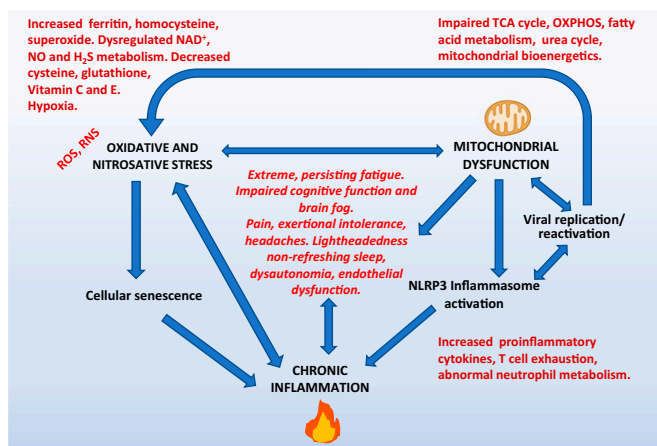 Increased ferritin, homocysteine,
superoxide. Dysregulated NAD⁺,
NO and H₂S metabolism. Decreased
cysteine, glutathione,
Vitamin C and E.
Hypoxia.
Impaired TCA cycle, OXPHOS, fatty
acid metabolism, urea cycle,
mitochondrial bioenergetics.
ROS, RNS
OXIDATIVE AND
NITROSATIVE STRESS
MITOCHONDRIAL
DYSFUNCTION
Extreme, persisting fatigue.
Impaired cognitive function and
brain fog.
Pain, exertional intolerance,
headaches. Lightheadedness
non-refreshing sleep,
dysautonomia, endothelial
dysfunction.
Viral replication/
reactivation
Cellular senescence
NLRP3 Inflammasome
activation
Increased proinflammatory
cytokines, T cell exhaustion,
abnormal neutrophil metabolism.
CHRONIC
INFLAMMATION